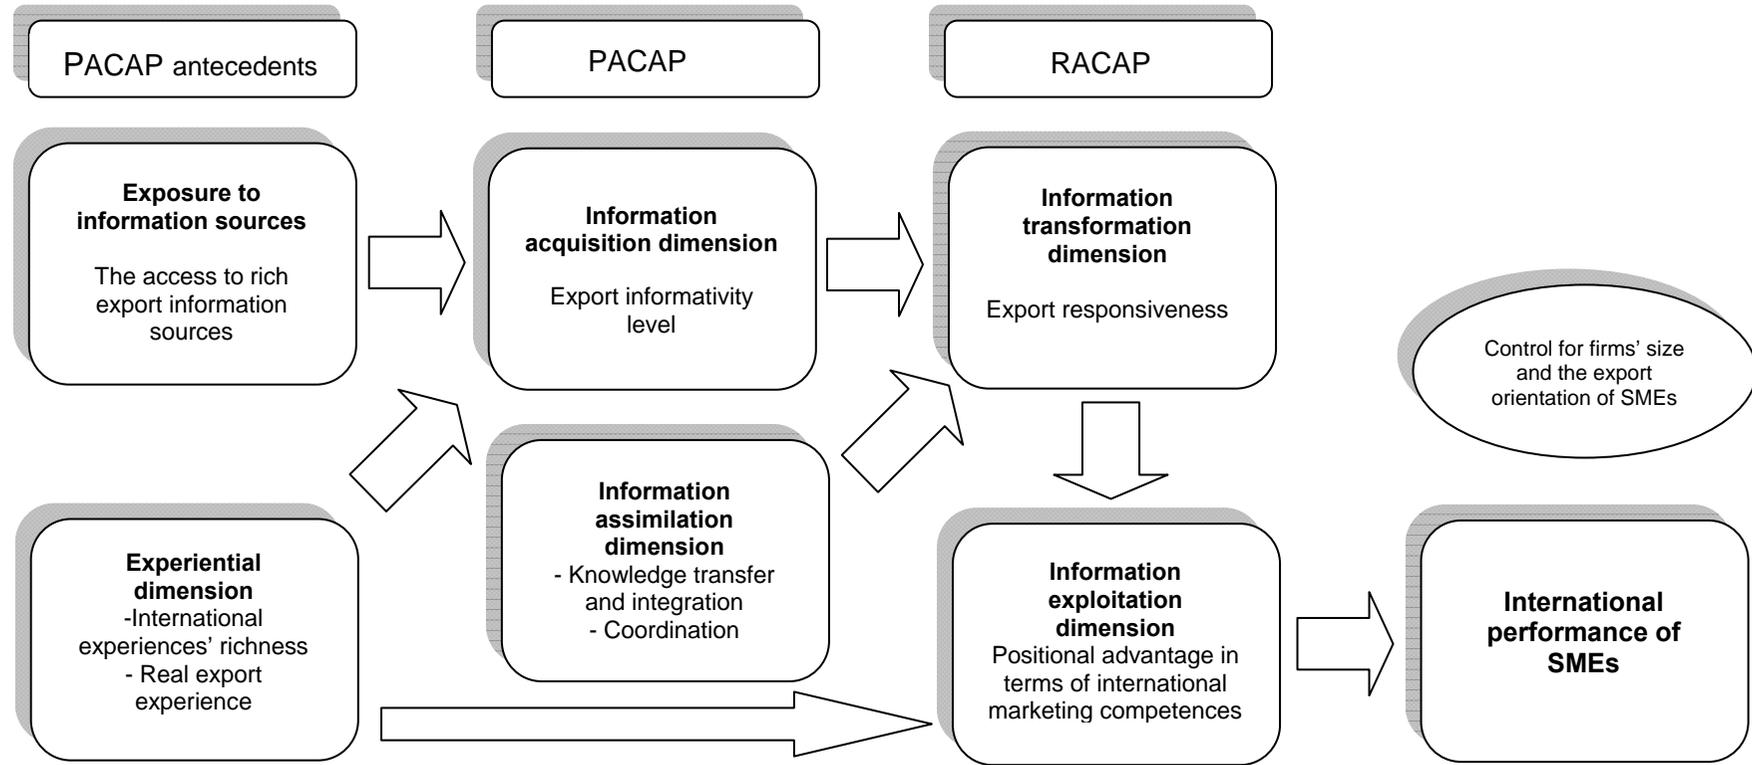 PACAP antecedents
PACAP
RACAP
Exposure to
information sources
The access to rich
export information
sources
Information
acquisition dimension
Export informativity
level
Information
transformation
dimension
Export responsiveness
Control for firms’ size
and the export
orientation of SMEs
Experiential
dimension
-International
experiences’ richness
- Real export
experience
Information
assimilation
dimension
- Knowledge transfer
and integration
- Coordination
Information
exploitation
dimension
Positional advantage in
terms of international
marketing competences
International
performance of
SMEs